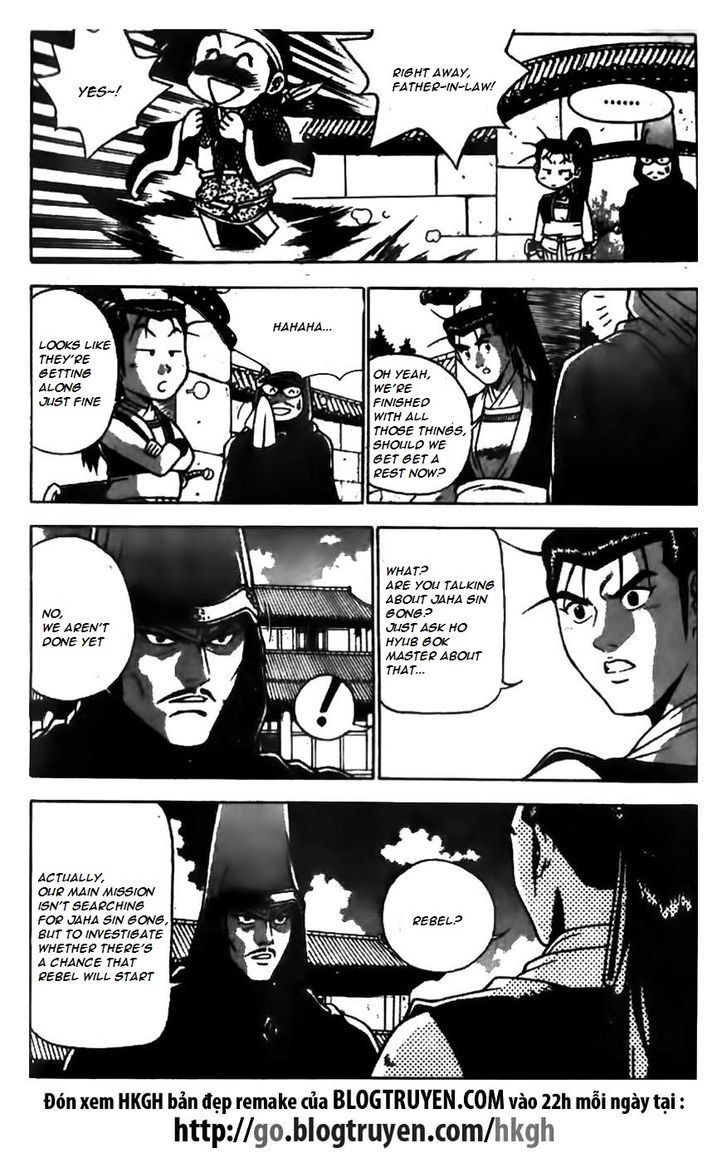 YES~!
RIGHT AWAY,
FATHER-IN-LAW!
......
LOOKS LIKE
THEY'RE
GETTING
ALONG
JUST FINE
HAHAHA...
OH YEAH,
WE'RE
FINISHED
WITH ALL
THOSE THINGS,
SHOULD WE
GET GET A
REST NOW?
NO,
WE AREN'T
DONE YET
!
WHAT?
ARE YOU TALKING
ABOUT JAHA SIN
GONG?
JUST ASK HO
HYUB GOK
MASTER ABOUT
THAT...
ACTUALLY,
OUR MAIN MISSION
ISN'T SEARCHING
FOR JAHA SIN GONG,
BUT TO INVESTIGATE
WHETHER THERE'S
A CHANCE THAT
REBEL WILL START
REBEL?
Đón xem HKGH bản đẹp remake của BLOGTRUYEN.COM vào 22h mỗi ngày tại :
http://go.blogtruyen.com/hkgh